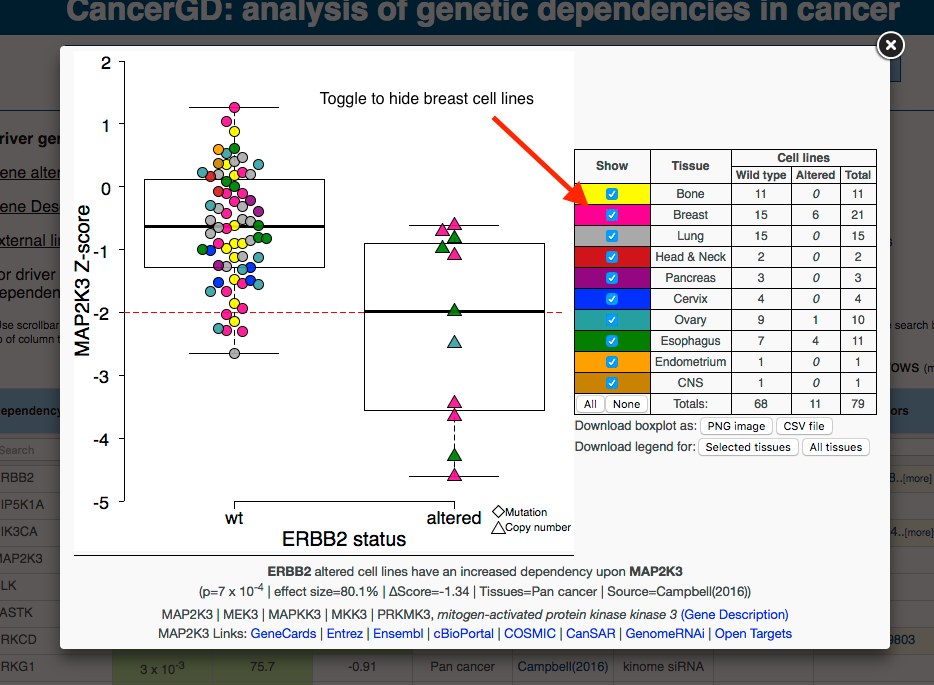 CancerGD: analysis of genetic dependencies in cancer
Toggle to hide breast cell lines
2
1
0
-1
-2
-3
-4
-5
MAP2K3 Z-score
wt
altered
ERBB2 status
Mutation
Copy number
Show Tissue Cell lines
Wild type Altered Total
Bone 11 0 11
Breast 15 6 21
Lung 15 0 15
Head & Neck 2 0 2
Pancreas 3 0 3
Cervix 4 0 4
Ovary 9 1 10
Esophagus 7 4 11
Endometrium 1 0 1
CNS 1 0 1
All None Totals: 68 11 79
Download boxplot as: PNG image CSV file
Download legend for: Selected tissues All tissues
ERBB2 altered cell lines have an increased dependency upon MAP2K3
(p=7 x 10⁻⁴ | effect size=80.1% | ΔScore=-1.34 | Tissues=Pan cancer | Source=Campbell(2016))
MAP2K3 | MEK3 | MAPKK3 | MKK3 | PRKMK3, mitogen-activated protein kinase kinase 3 (Gene Description)
MAP2K3 Links: GeneCards | Entrez | Ensembl | cBioPortal | COSMIC | CanSAR | GenomeRNAi | Open Targets
river gen
ene alter
ene Des
xternal li
or driver
ependen
Use scrollbar
o of column t
search b
OWS (m
ependency
ors
Search
RBB2
3..[more]
IP5K1A
IK3CA
4..[more]
MAP2K3
LK
ASTK
RKCD
9803
RKG1 3 x 10⁻³ 75.7 -0.91 Pan cancer Campbell(2016) kinome siRNA